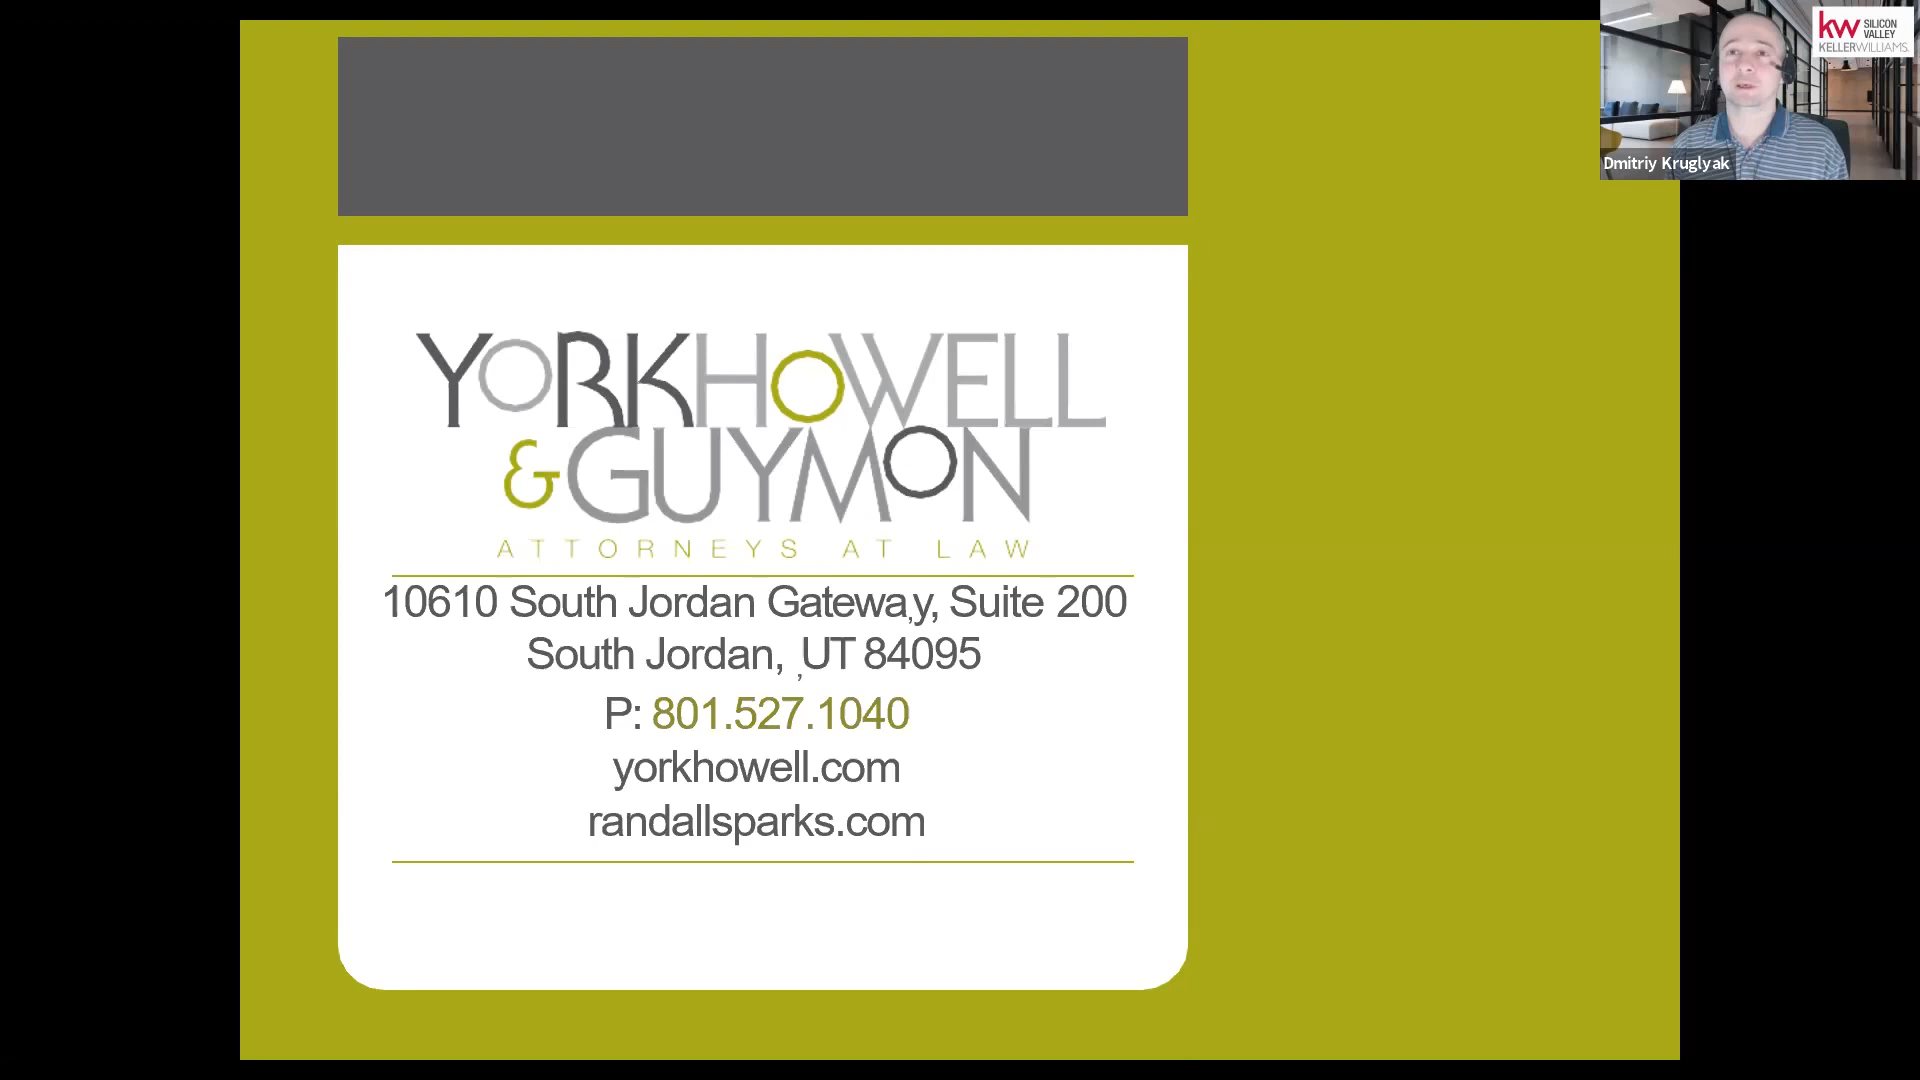 YORKHOWELL
&GUYMON
ATTORNEYS AT LAW
10610 South Jordan Gateway, Suite 200
South Jordan, UT 84095
P: 801.527.1040
yorkhowell.com
randallsparks.com
kw SILICON
VALLEY
KELLERWILLIAMS.
Dmitriy Kruglyak